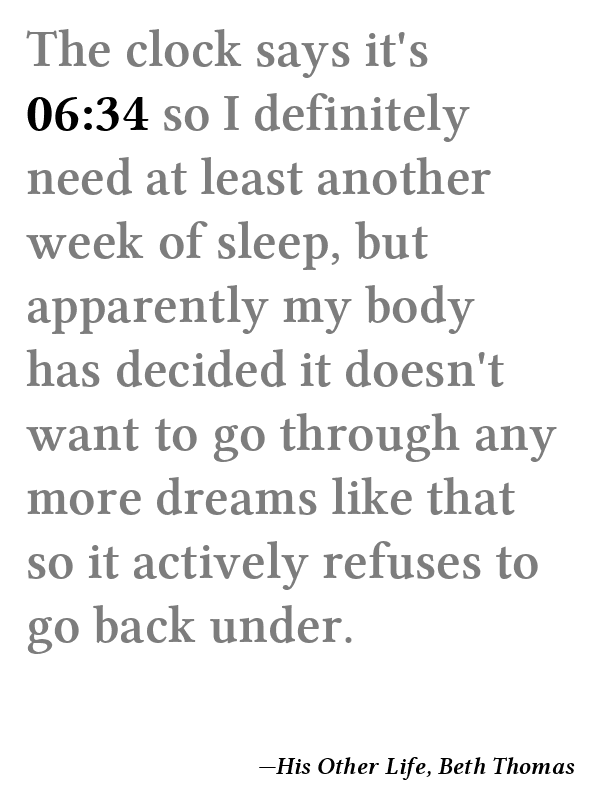 The clock says it's
06:34 so I definitely
need at least another
week of sleep, but
apparently my body
has decided it doesn't
want to go through any
more dreams like that
so it actively refuses to
go back under.
—His Other Life, Beth Thomas